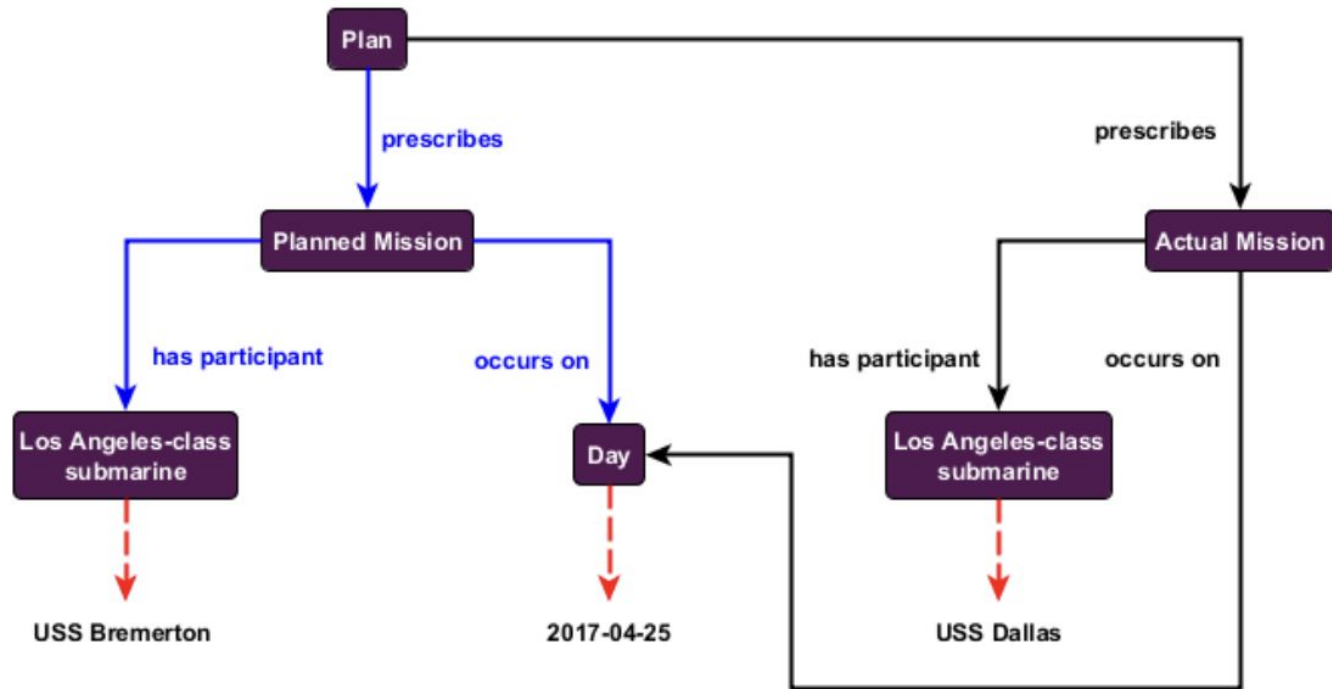 Plan
prescribes
prescribes
Planned Mission
Actual Mission
has participant
occurs on
has participant
occurs on
Los Angeles-class
submarine
Day
Los Angeles-class
submarine
USS Bremerton
2017-04-25
USS Dallas